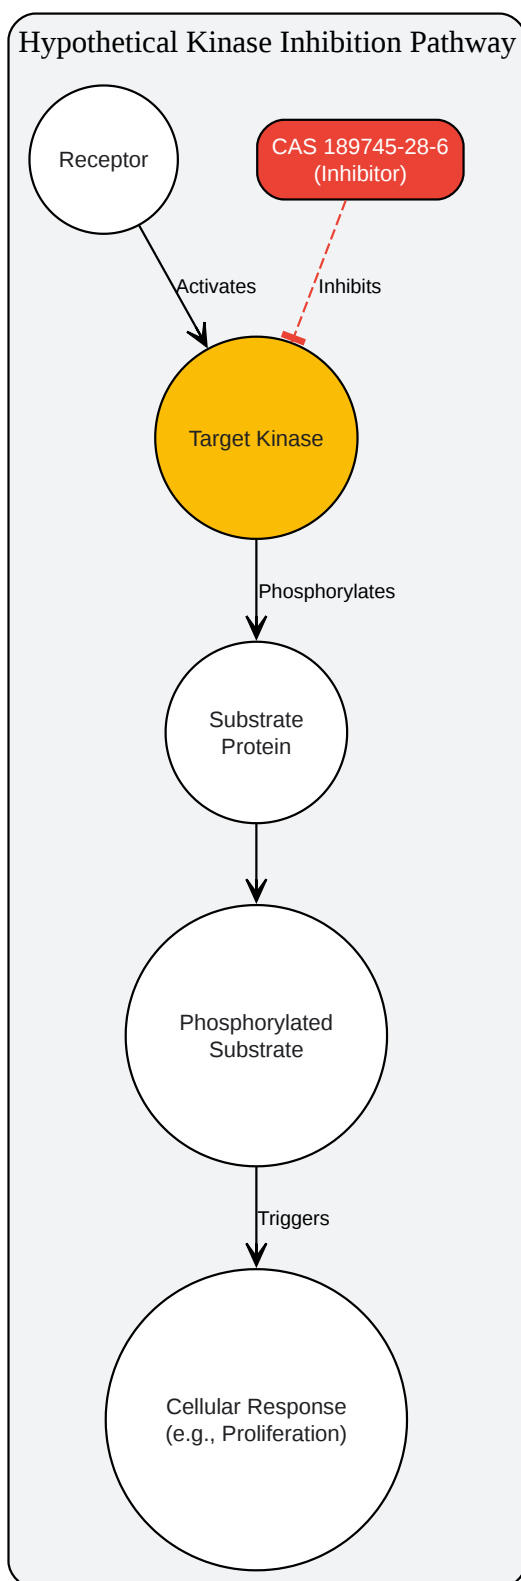 Hypothetical Kinase Inhibition Pathway
Receptor
CAS 189745-28-6
(Inhibitor)
Activates
Inhibits
Target Kinase
Phosphorylates
Substrate
Protein
Phosphorylated
Substrate
Triggers
Cellular Response
(e.g., Proliferation)